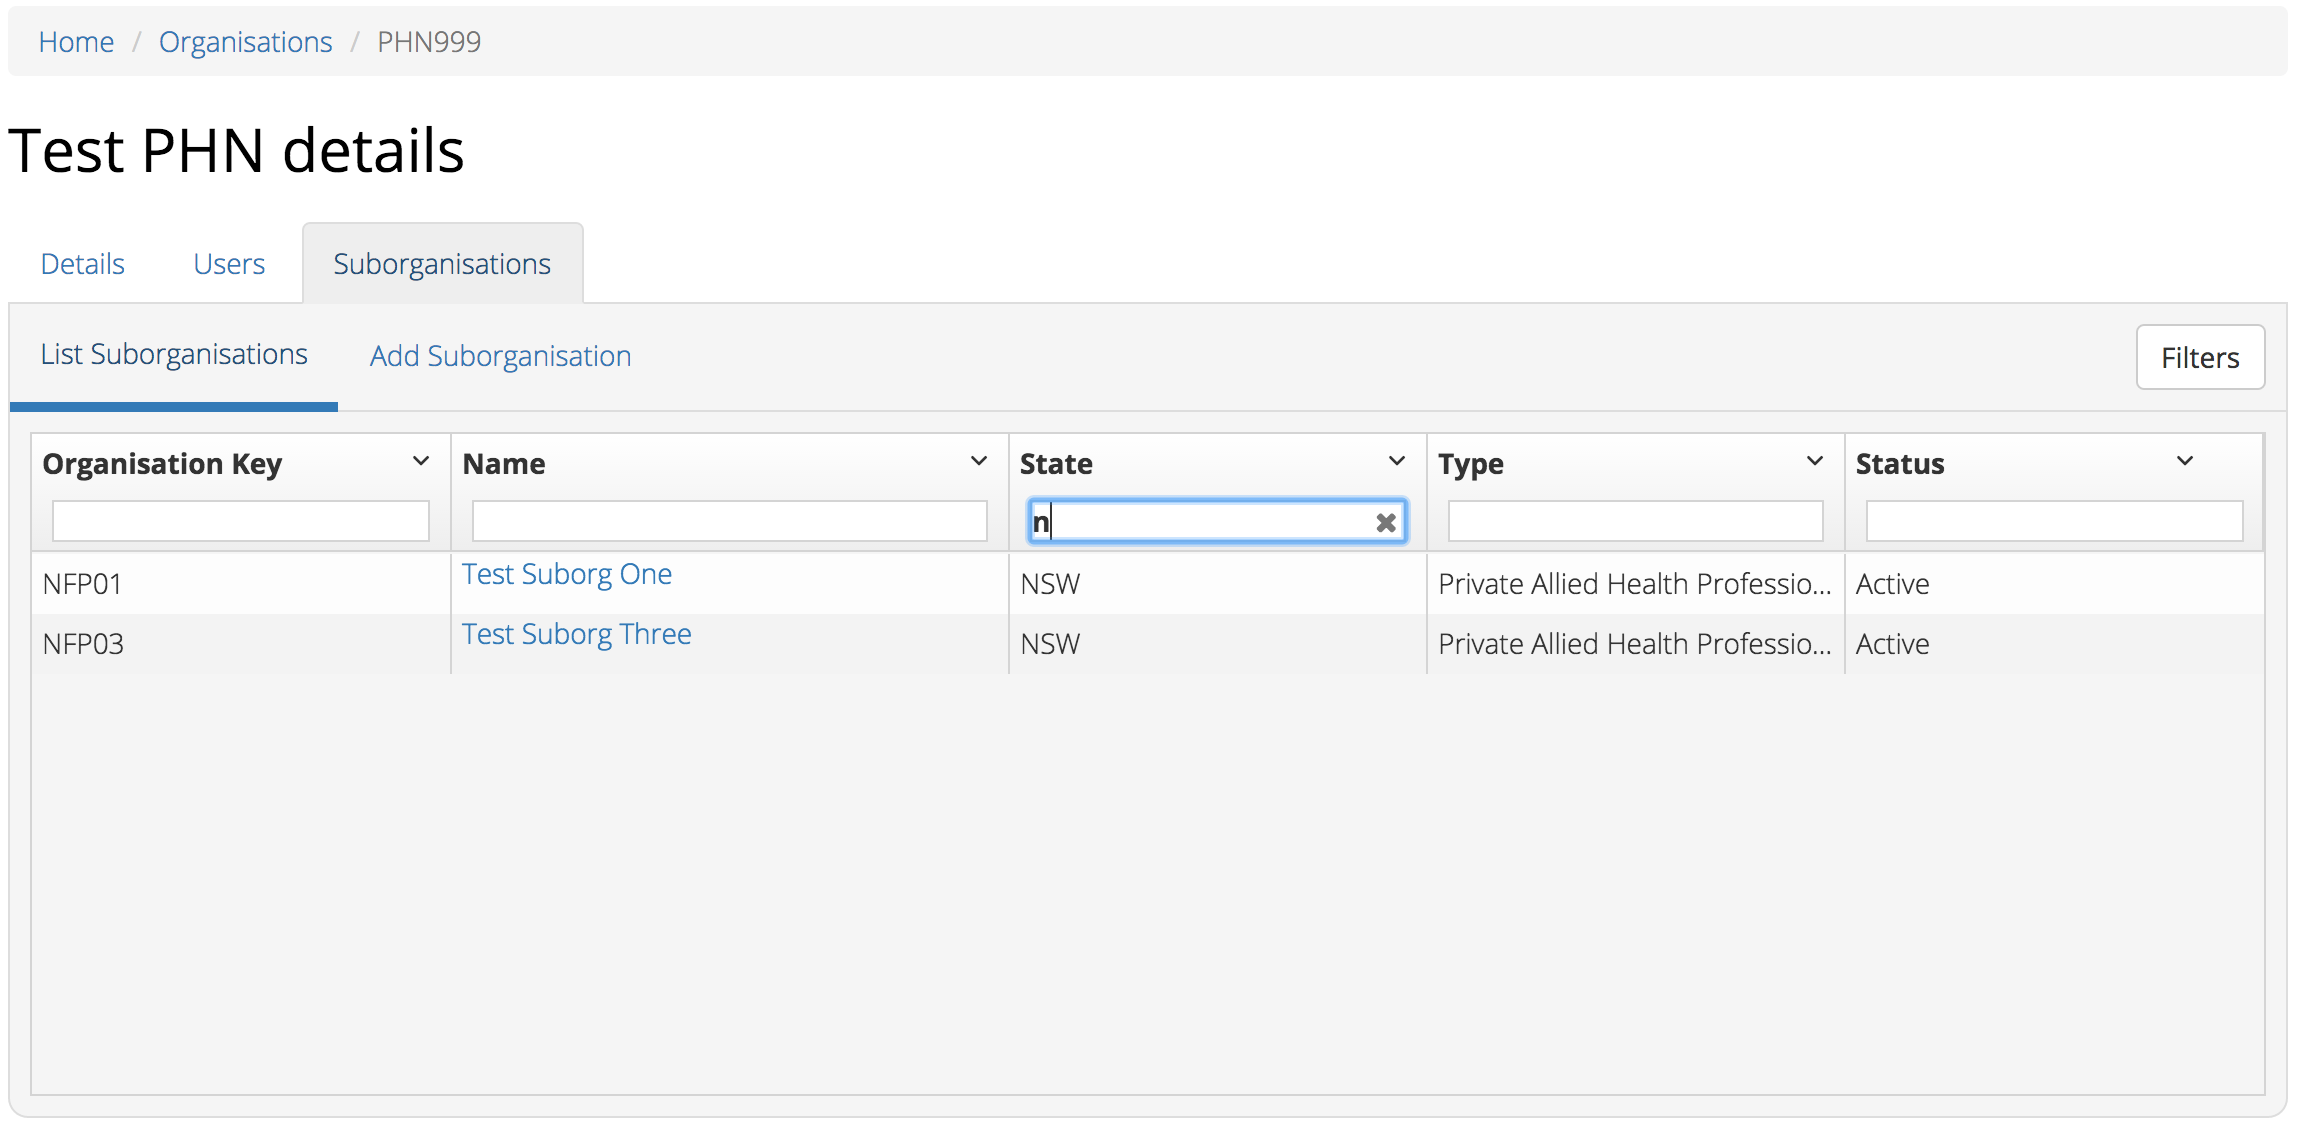 Home / Organisations / PHN999
Test PHN details
Details Users Suborganisations
List Suborganisations Add Suborganisation Filters
Organisation Key Name State Type Status
n
NFP01 Test Suborg One NSW Private Allied Health Professio... Active
NFP03 Test Suborg Three NSW Private Allied Health Professio... Active